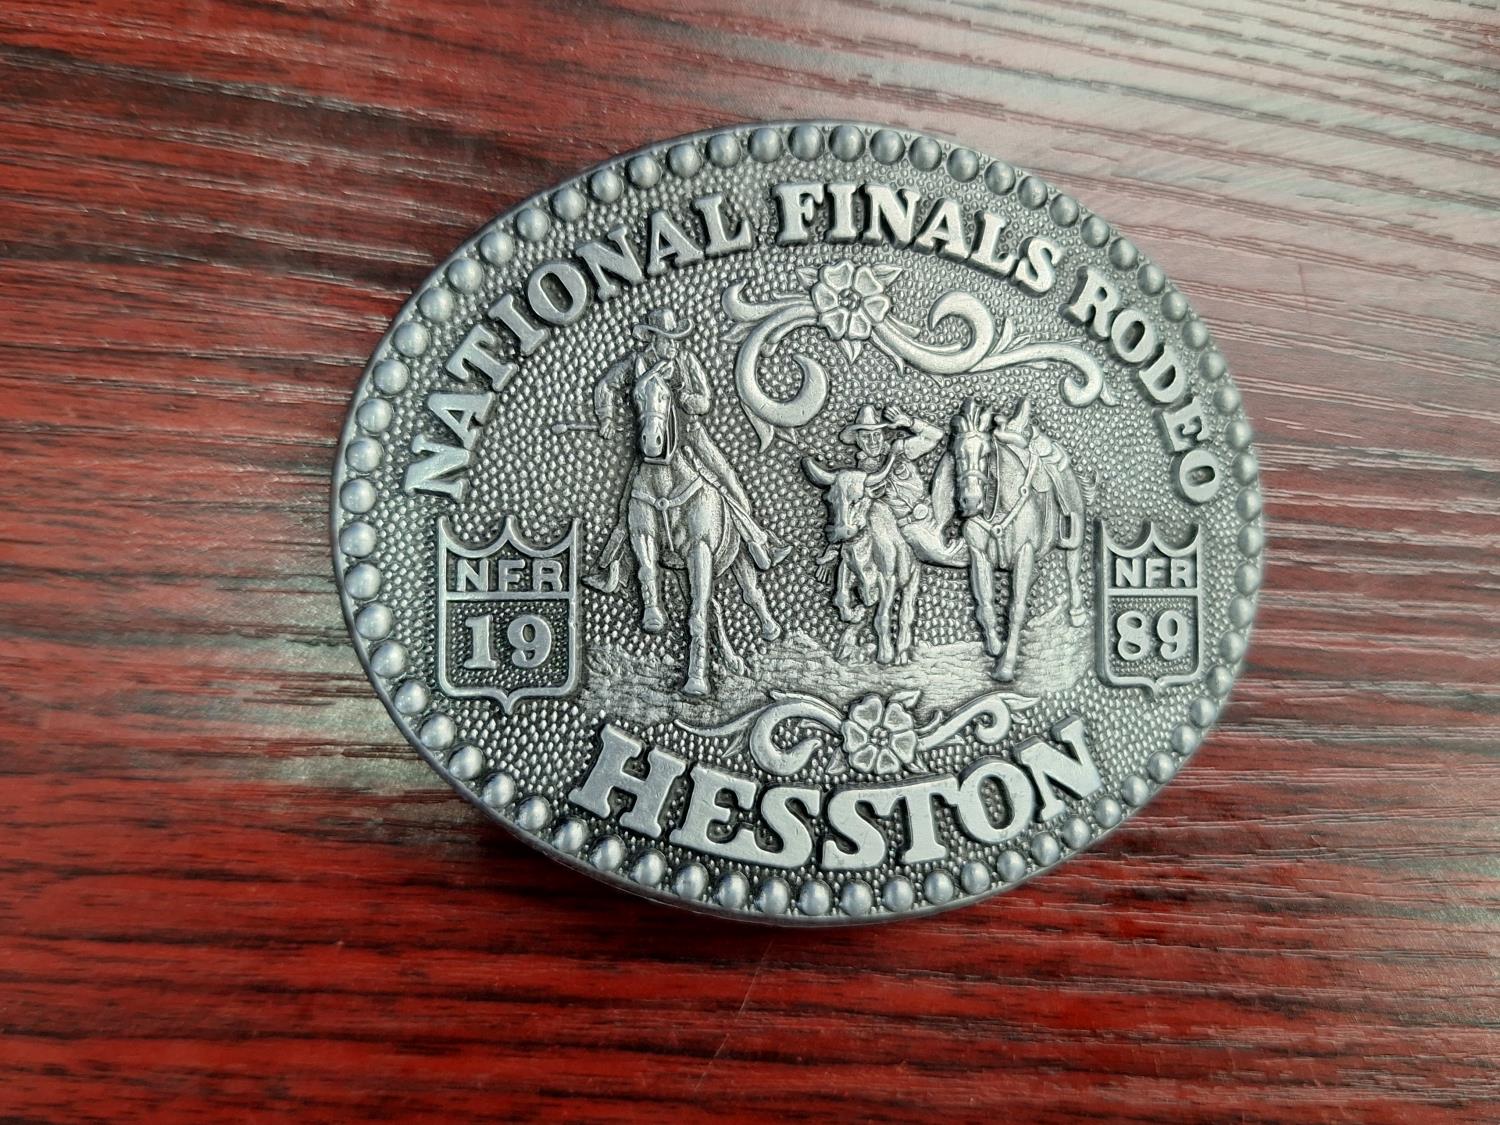 NATIONAL FINALS RODEO
NFR
19
NFR
89
HESSTON